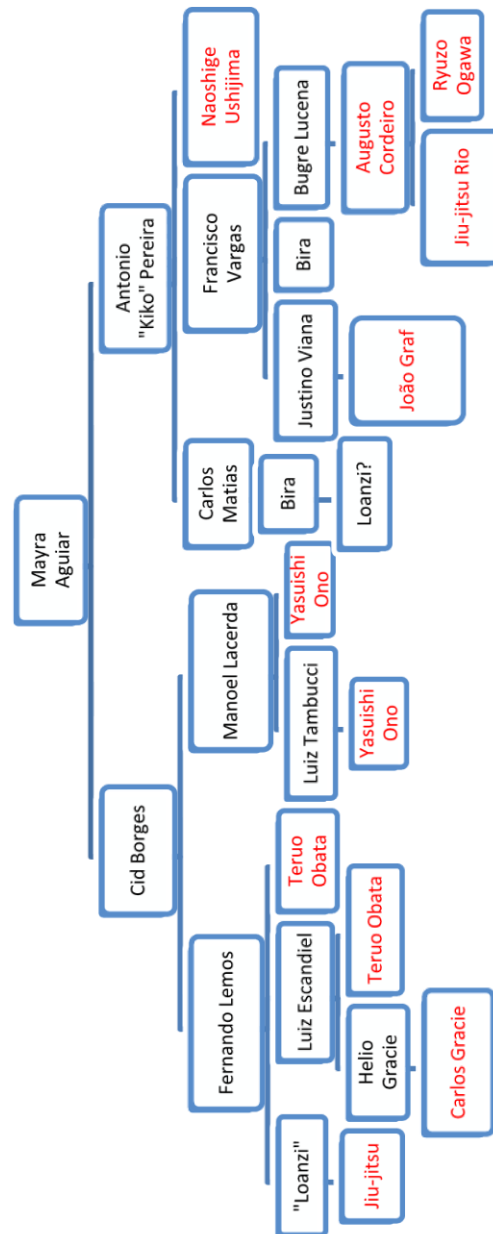 Mayra
Aguiar
Cid Borges
Antonio
"Kiko" Pereira
Fernando Lemos
Manoel Lacerda
Carlos
Matias
Francisco
Vargas
Naoshige
Ushijima
"Loanzi"
Luiz Escandiel
Teruo
Obata
Luiz Tambucci
Yasuishi
Ono
Bira
Justino Viana
Bira
Bugre Lucena
Jiu-jitsu
Helio
Gracie
Teruo Obata
Yasuishi
Ono
Loanzi?
João Graf
Augusto
Cordeiro
Carlos Gracie
Jiu-jitsu Rio
Ryuzo
Ogawa